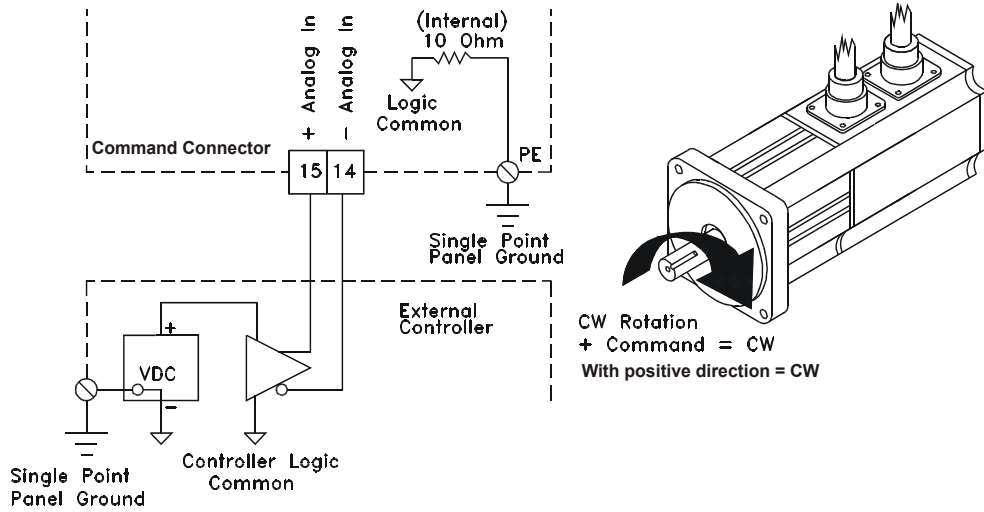 + Analog In
- Analog In
(Internal)
10 Ohm
Logic
Common
Command Connector
15 14
PE
Single Point
Panel Ground
External
Controller
+
VDC
-
Single Point
Panel Ground
Controller Logic
Common
CW Rotation
+ Command = CW
With positive direction = CW